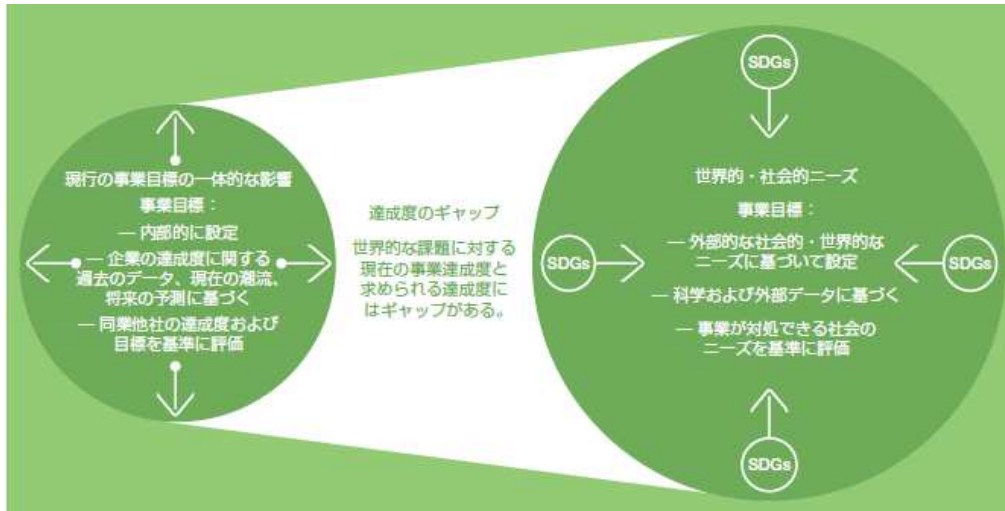 現行の事業目標の一体的な影響
事業目標：
― 内部的に設定
― 企業の達成度に関する
過去のデータ、現在の潮流、
将来の予測に基づく
― 同業他社の達成度および
目標を基準に評価
達成度のギャップ
世界的な課題に対する
現在の事業達成度と
求められる達成度に
はギャップがある。
SDGs
世界的・社会的ニーズ
事業目標：
― 外部的な社会的・世界的な
ニーズに基づいて設定
― 科学および外部データに基づく
― 事業が対処できる社会の
ニーズを基準に評価
SDGs
SDGs
SDGs